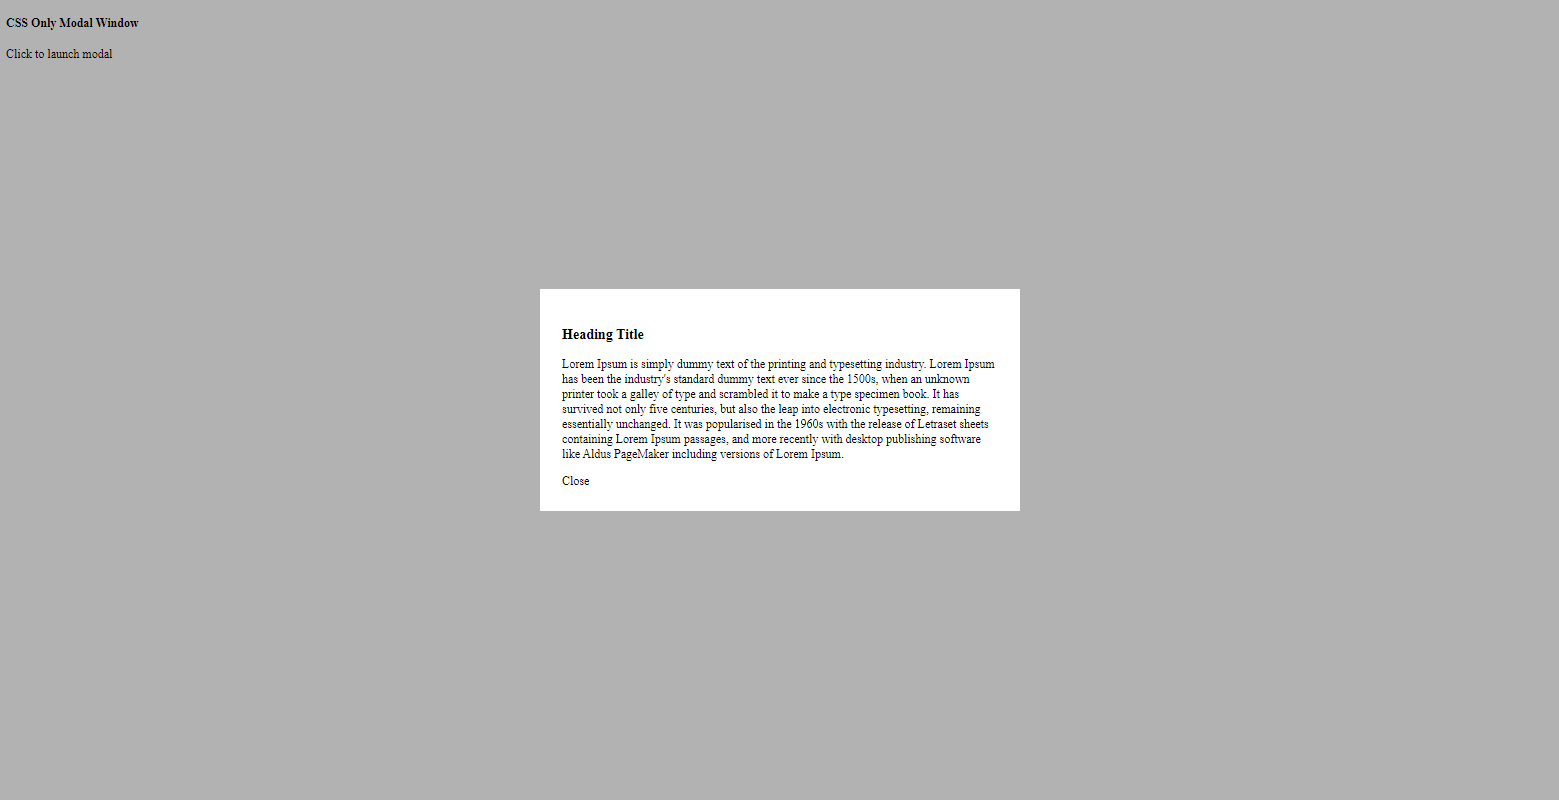 CSS Only Modal Window
Click to launch modal
Heading Title
Lorem Ipsum is simply dummy text of the printing and typesetting industry. Lorem Ipsum
has been the industry's standard dummy text ever since the 1500s, when an unknown
printer took a galley of type and scrambled it to make a type specimen book. It has
survived not only five centuries, but also the leap into electronic typesetting, remaining
essentially unchanged. It was popularised in the 1960s with the release of Letraset sheets
containing Lorem Ipsum passages, and more recently with desktop publishing software
like Aldus PageMaker including versions of Lorem Ipsum.
Close